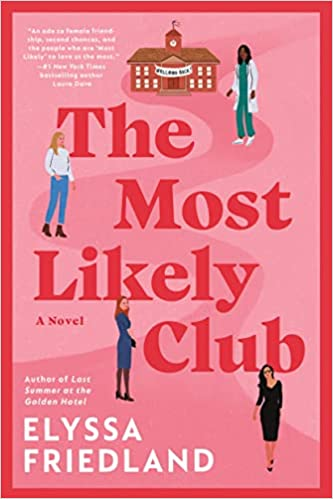 "An ode to female friend-
ship, second chances, and
the people who are 'Most
Likely' to love us the most."
—#1 New York Times
bestselling author
Laura Dave
WELCOME BACK
The
Most
Likely
Club
A Novel
Author of Last
Summer at the
Golden Hotel
ELYSSA
FRIEDLAND